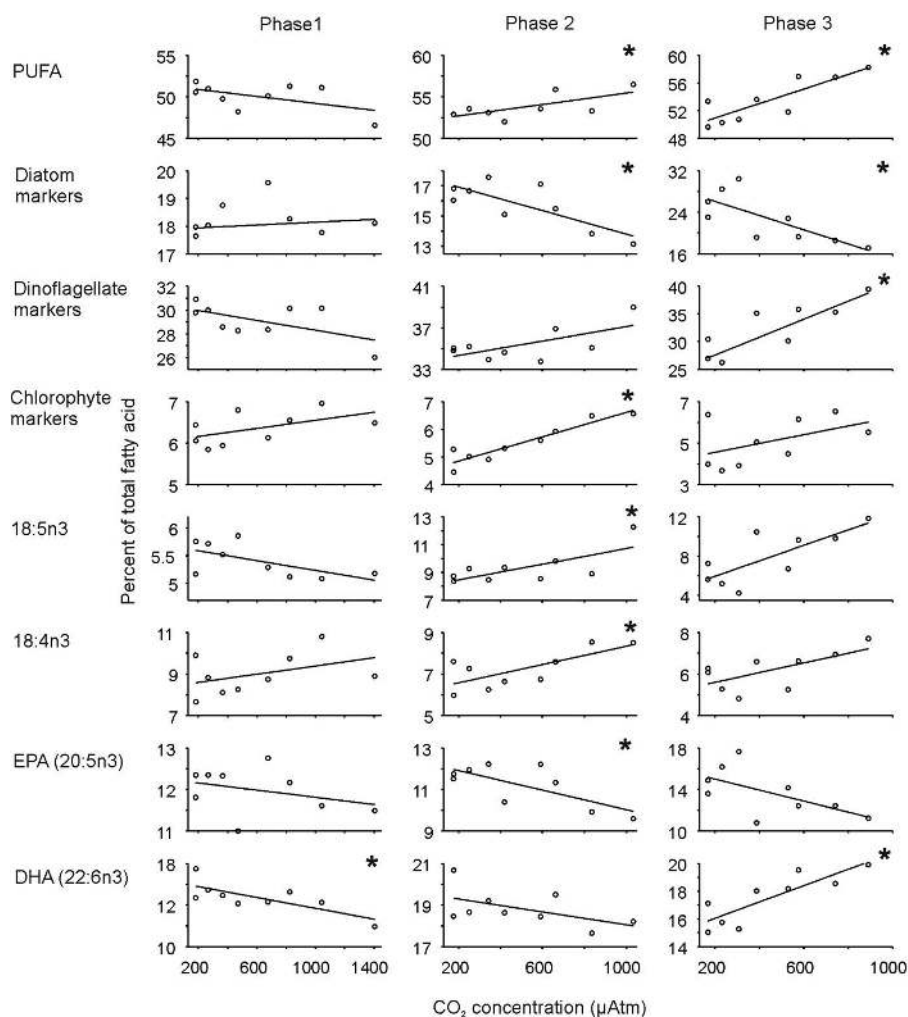 Phase1 Phase 2 Phase 3
PUFA
55 50 45
60 55 50
60 56 52 48
*
*
Diatom
markers
20 19 18 17
17 15 13
32 24 16
*
*
Dinoflagellate
markers
32 30 28 26
39 36 33
40 35 30 25
*
Chlorophyte
markers
7 6 5
7 6 5 4
7 5 3
*
18:5n3
6 5.5 5
13 11 9 7
12 8 4
*
18:4n3
11 9 7
9 7 5
8 6 4
*
EPA (20:5n3)
13 12 11
13 11 9
18 14 10
*
DHA (22:6n3)
18 12 10
21 19 17
20 18 16 14
*
*
Percent of total fatty acid
200 600 1000 1400
200 600 1000
200 600 1000
CO₂ concentration (µAtm)